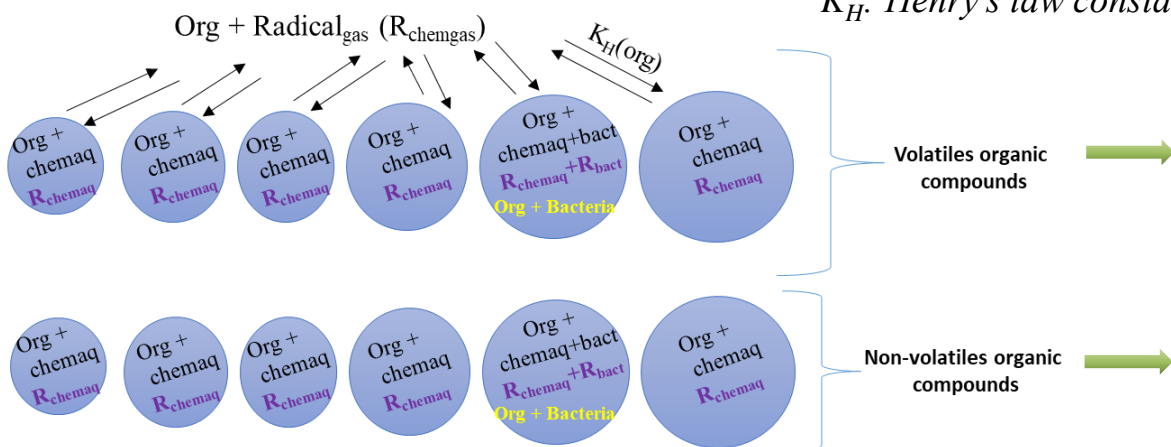 K_H: Henry's law consta
Org + Radical_gas (R_chemgas)
K_H(org)
Org +
chemaq
R_chemaq
Org +
chemaq
R_chemaq
Org +
chemaq
R_chemaq
Org +
chemaq
R_chemaq
Org +
chemaq+bact
R_chemaq+R_bact
Org + Bacteria
Org +
chemaq
R_chemaq
Volatiles organic
compounds
Org +
chemaq
R_chemaq
Org +
chemaq
R_chemaq
Org +
chemaq
R_chemaq
Org +
chemaq
R_chemaq
Org +
chemaq+bact
R_chemaq+R_bact
Org + Bacteria
Org +
chemaq
R_chemaq
Non-volatiles organic
compounds